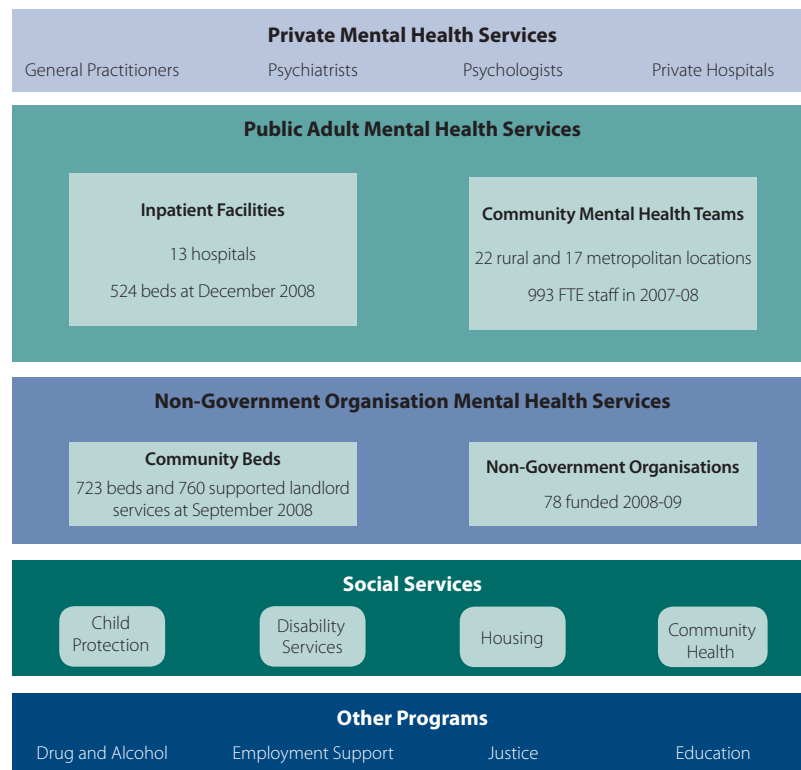 Private Mental Health Services
General Practitioners Psychiatrists Psychologists Private Hospitals
Public Adult Mental Health Services
Inpatient Facilities
13 hospitals
524 beds at December 2008
Community Mental Health Teams
22 rural and 17 metropolitan locations
993 FTE staff in 2007-08
Non-Government Organisation Mental Health Services
Community Beds
723 beds and 760 supported landlord
services at September 2008
Non-Government Organisations
78 funded 2008-09
Social Services
Child
Protection
Disability
Services
Housing
Community
Health
Other Programs
Drug and Alcohol Employment Support Justice Education